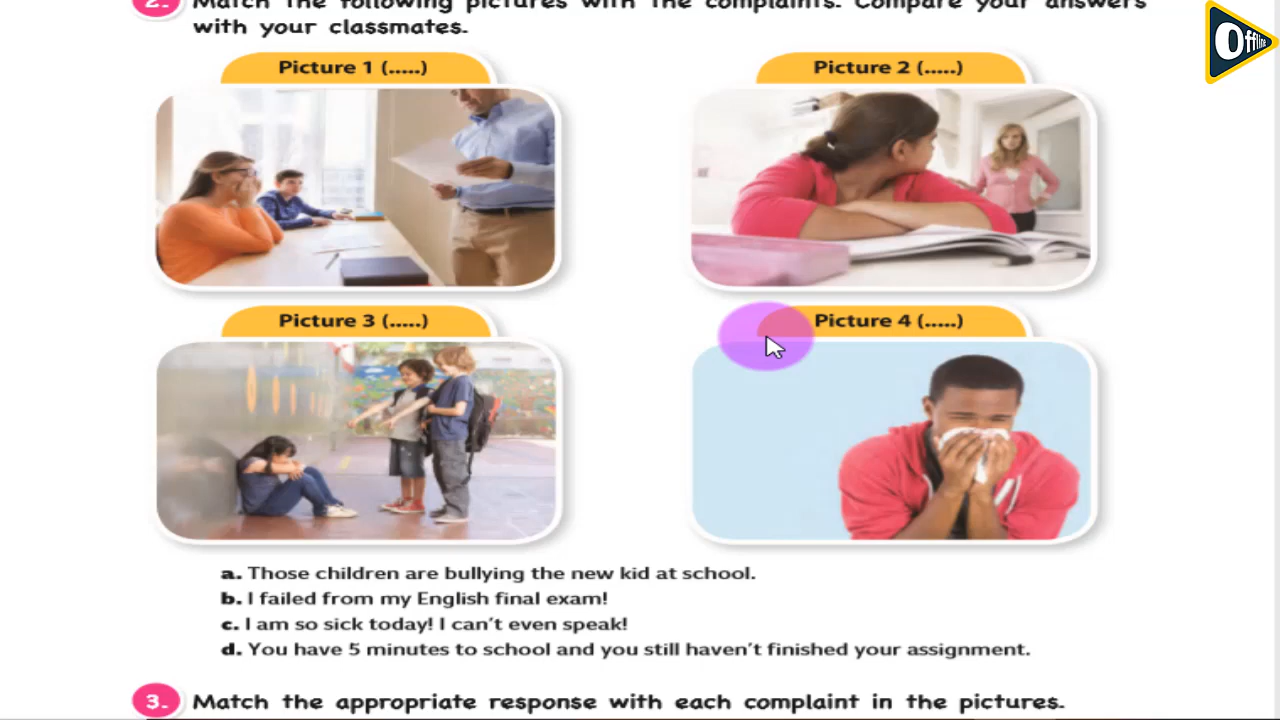 2. Match the following pictures with the complaints. Compare your answers
with your classmates.
Offline
Picture 1 (.....)
Picture 2 (.....)
Picture 3 (.....)
Picture 4 (.....)
a. Those children are bullying the new kid at school.
b. I failed from my English final exam!
c. I am so sick today! I can't even speak!
d. You have 5 minutes to school and you still haven't finished your assignment.
3. Match the appropriate response with each complaint in the pictures.